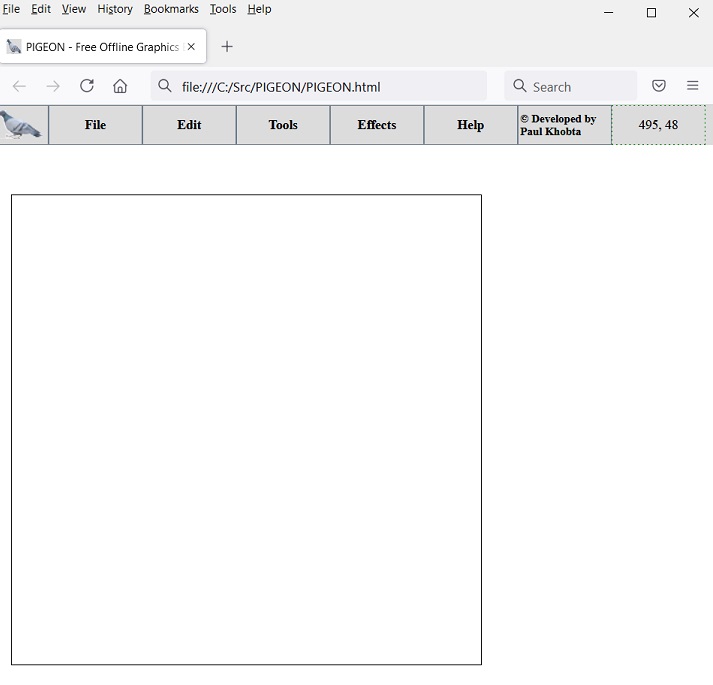 File Edit View History Bookmarks Tools Help
PIGEON - Free Offline Graphics
file:///C:/Src/PIGEON/PIGEON.html Search
File Edit Tools Effects Help © Developed by
Paul Khobta 495, 48